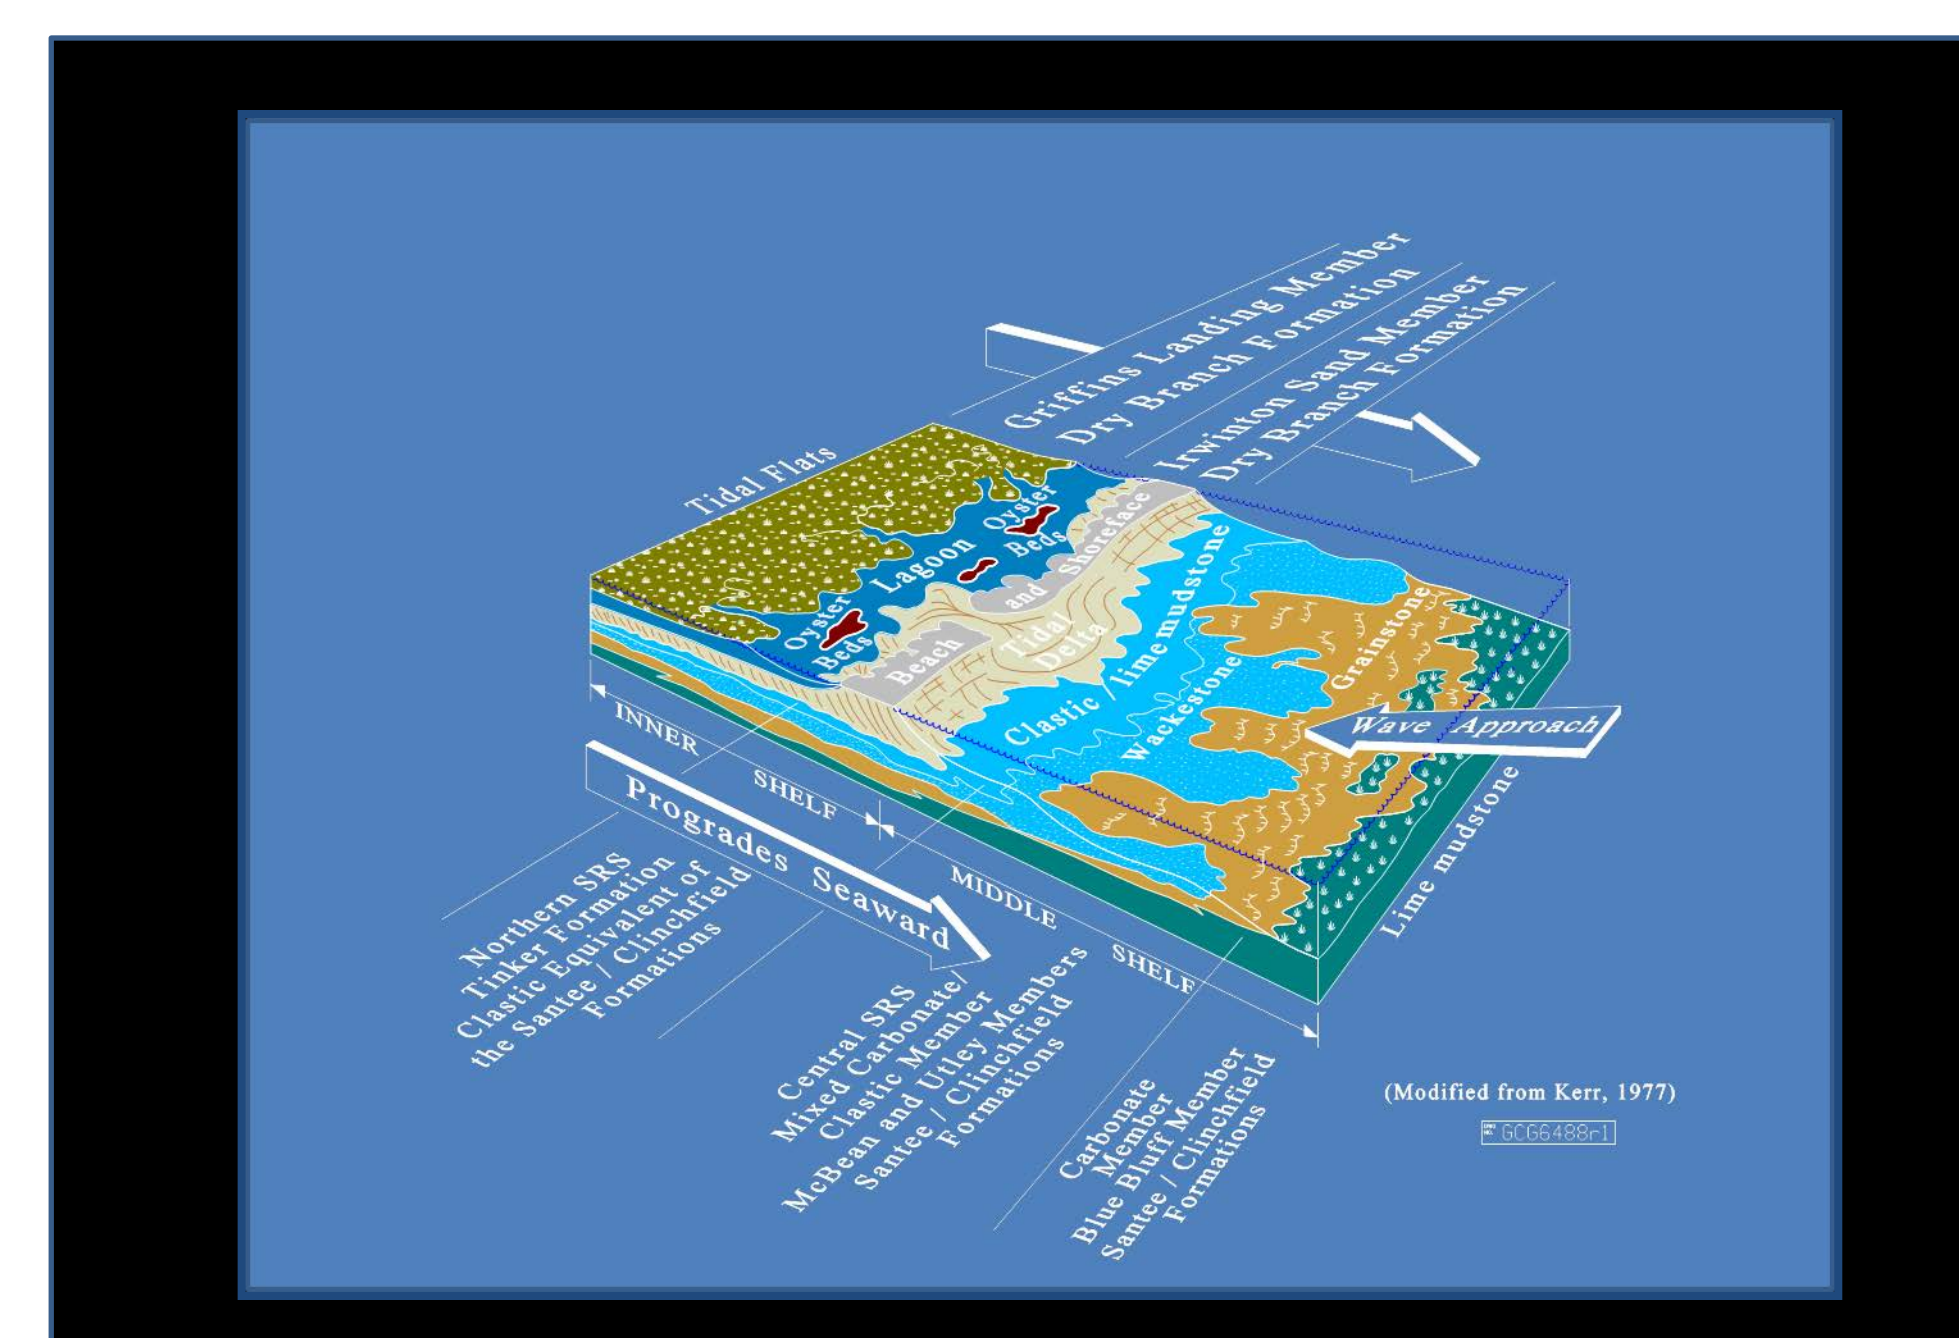 Griffins Landing Member
Dry Branch Formation
Irwinton Sand Member
Dry Branch Formation
Tidal Flats
Oyster
Beds
Lagoon
Oyster
Beds
Beach
and Shoreface
Tidal
Delta
Clastic / lime mudstone
Wackestone
Grainstone
Wave Approach
Lime mudstone
INNER SHELF
MIDDLE SHELF
Progrades Seaward
Northern SRS
Tinker Formation
Clastic Equivalent of
the Santee / Clinchfield
Formations
Central SRS
Mixed Carbonate/
Clastic Member
McBean and Utley Members
Santee / Clinchfield
Formations
Carbonate
Member
Blue Bluff Member
Santee / Clinchfield
Formations
(Modified from Kerr, 1977)
GCG6488r1